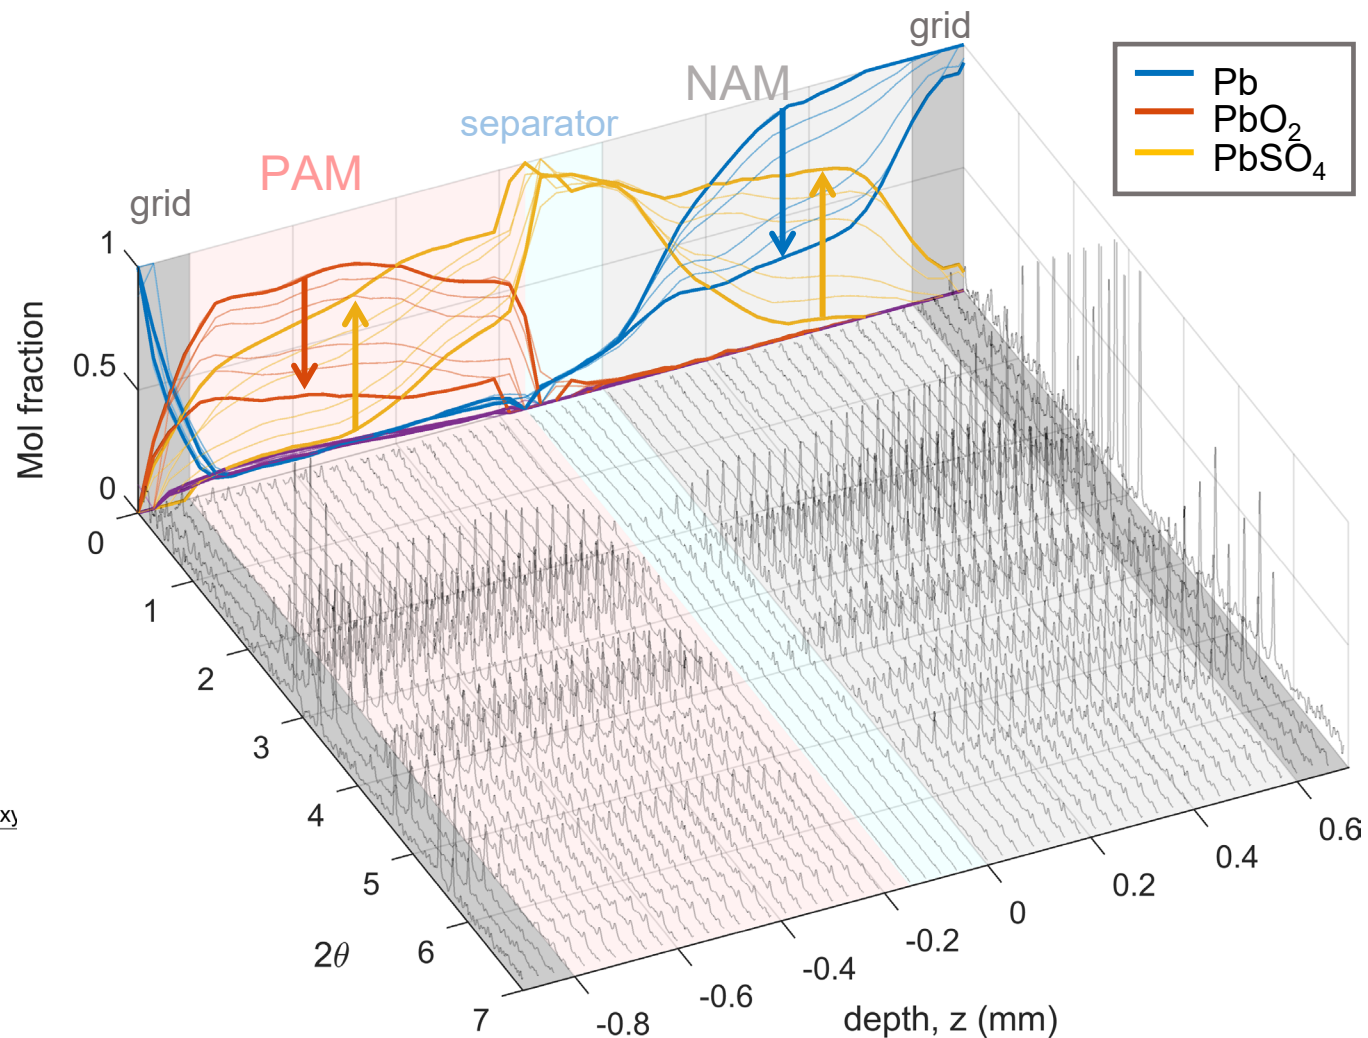 grid
Pb
PbO₂
PbSO₄
NAM
separator
PAM
grid
1
0.5
0
Mol fraction
0
1
2
3
4
5
6
7
2θ
xy
-0.8
-0.6
-0.4
-0.2
0
0.2
0.4
0.6
depth, z (mm)